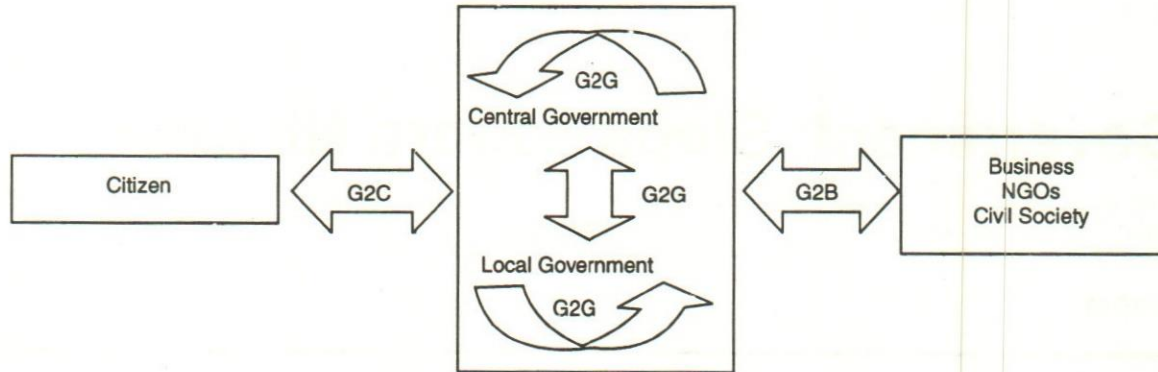 G2G
Central Government
Citizen
G2C
G2G
G2B
Business
NGOs
Civil Society
Local Government
G2G